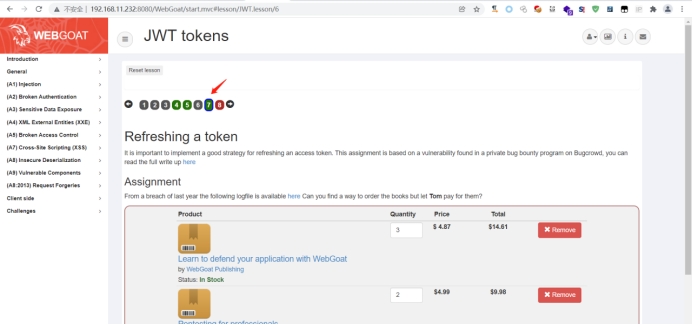 不安全 | 192.168.11.232:8080/WebGoat/start.mvc#lesson/JWT.lesson/6
WEBGOAT
JWT tokens
Introduction
General
(A1) Injection
(A2) Broken Authentication
(A3) Sensitive Data Exposure
(A4) XML External Entities (XXE)
(A5) Broken Access Control
(A7) Cross-Site Scripting (XSS)
(A8) Insecure Deserialization
(A9) Vulnerable Components
(A8:2013) Request Forgeries
Client side
Challenges
Reset lesson
1 2 3 4 5 6 7 8
Refreshing a token
It is important to implement a good strategy for refreshing an access token. This assignment is based on a vulnerability found in a private bug bounty program on Bugcrowd, you can
read the full write up here
Assignment
From a breach of last year the following logfile is available here Can you find a way to order the books but let Tom pay for them?
Product Quantity Price Total
3 $ 4.87 $14.61 Remove
Learn to defend your application with WebGoat
by WebGoat Publishing
Status: In Stock
2 $4.99 $9.98 Remove
Pentesting for professionals